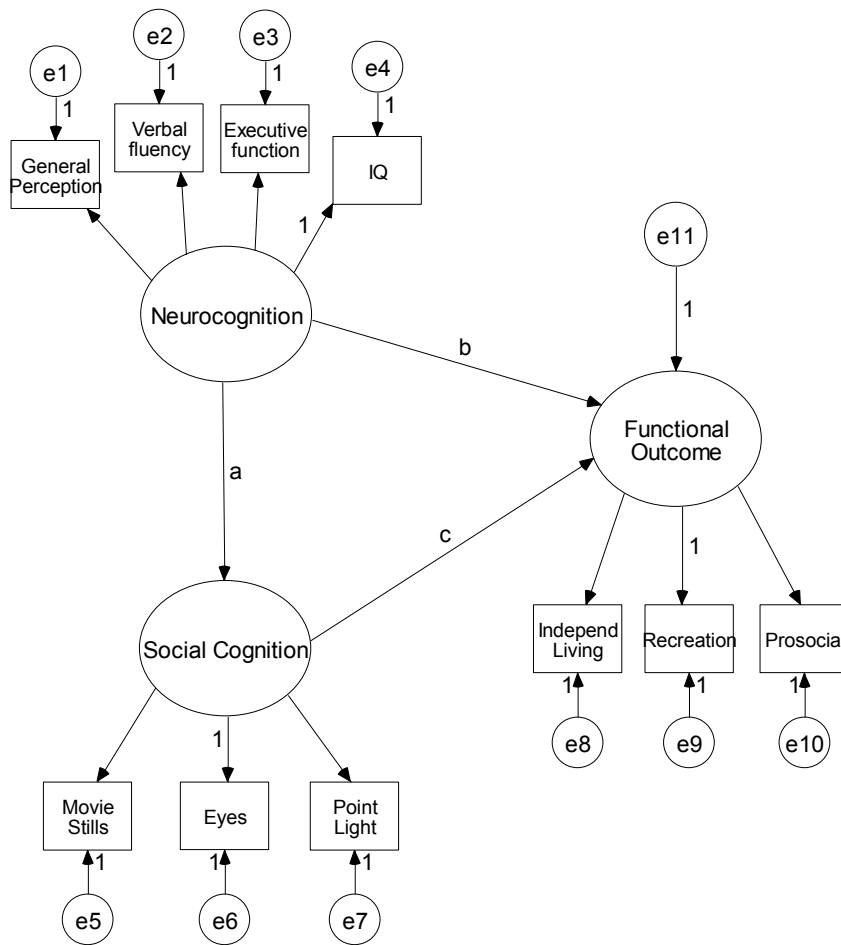 e1
e2
e3
e4
1
1
1
1
General
Perception
Verbal
fluency
Executive
function
IQ
1
Neurocognition
e11
1
b
Functional
Outcome
a
c
1
Social Cognition
Independ
Living
Recreation
Prosocia
1
1
1
e8
e9
e10
1
Movie
Stills
Eyes
Point
Light
1
1
1
e5
e6
e7